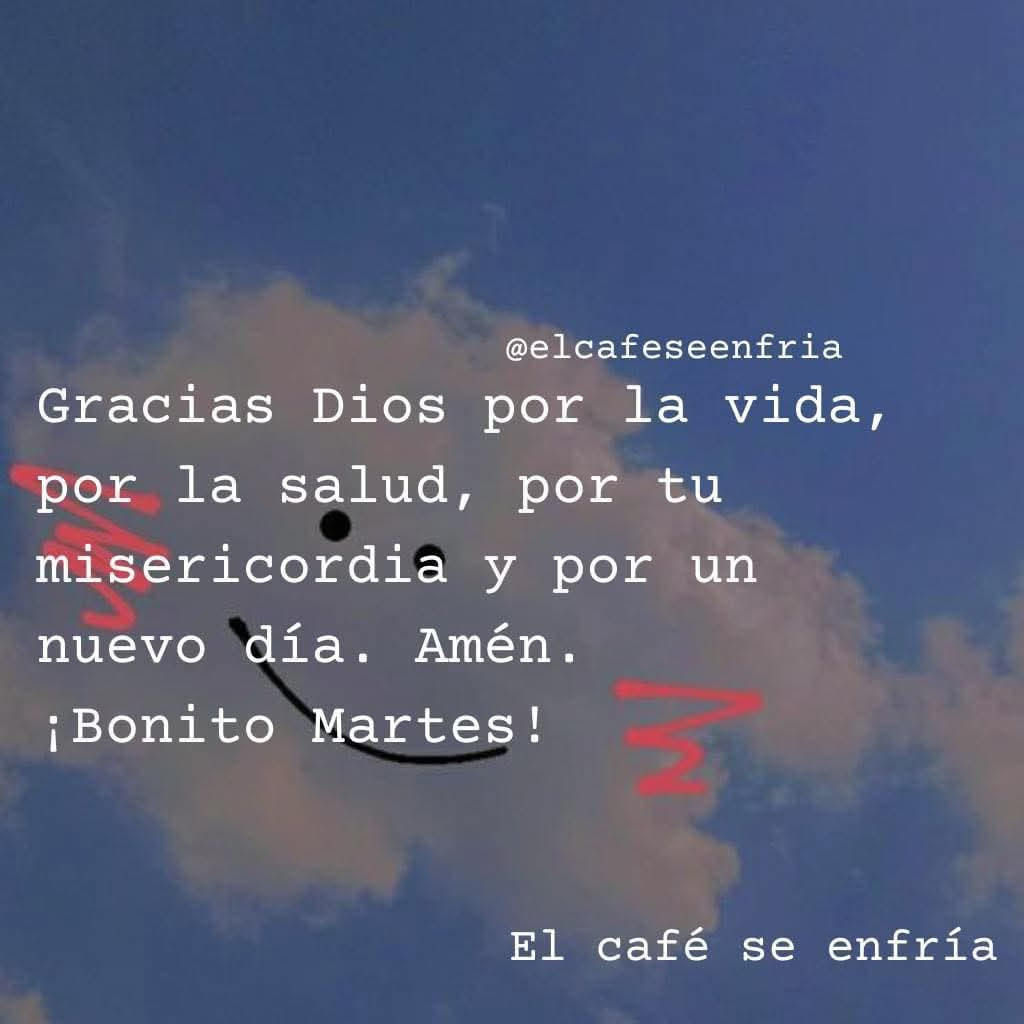 @elcafeseenfria
Gracias Dios por la vida,
por la salud, por tu
misericordia y por un
nuevo día. Amén.
¡Bonito Martes!
El café se enfría